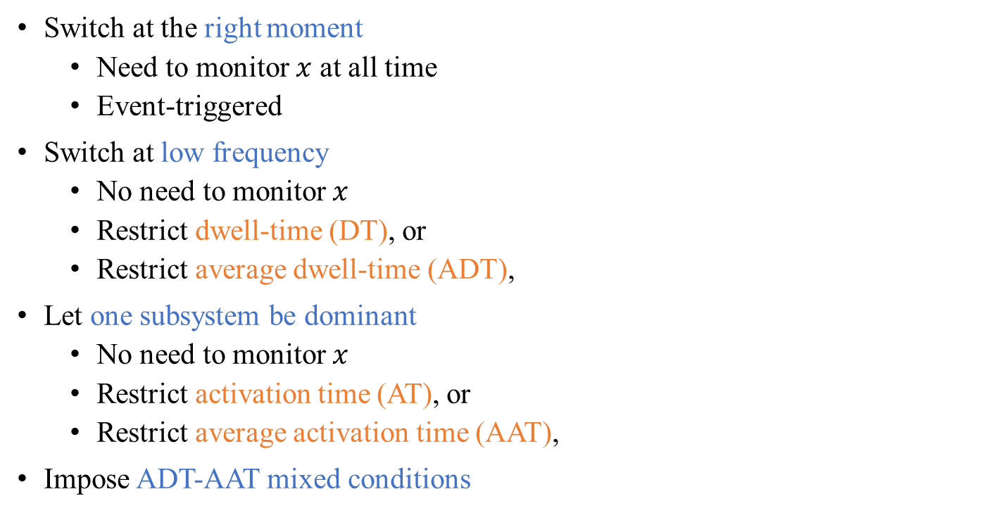 • Switch at the right moment
• Need to monitor x at all time
• Event-triggered
• Switch at low frequency
• No need to monitor x
• Restrict dwell-time (DT), or
• Restrict average dwell-time (ADT),
• Let one subsystem be dominant
• No need to monitor x
• Restrict activation time (AT), or
• Restrict average activation time (AAT),
• Impose ADT-AAT mixed conditions